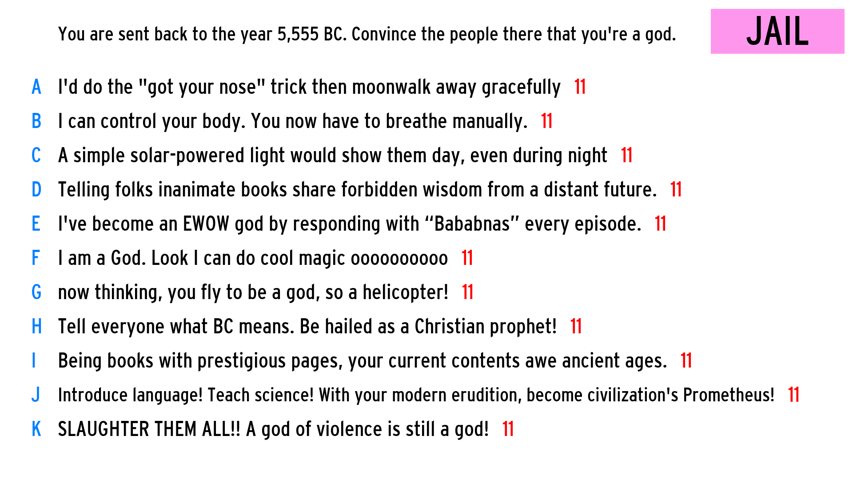 You are sent back to the year 5,555 BC. Convince the people there that you're a god.
JAIL
A I'd do the "got your nose" trick then moonwalk away gracefully 11
B I can control your body. You now have to breathe manually. 11
C A simple solar-powered light would show them day, even during night 11
D Telling folks inanimate books share forbidden wisdom from a distant future. 11
E I've become an EWOW god by responding with “Bababnas” every episode. 11
F I am a God. Look I can do cool magic oooooooooo 11
G now thinking, you fly to be a god, so a helicopter! 11
H Tell everyone what BC means. Be hailed as a Christian prophet! 11
I Being books with prestigious pages, your current contents awe ancient ages. 11
J Introduce language! Teach science! With your modern erudition, become civilization's Prometheus! 11
K SLAUGHTER THEM ALL!! A god of violence is still a god! 11